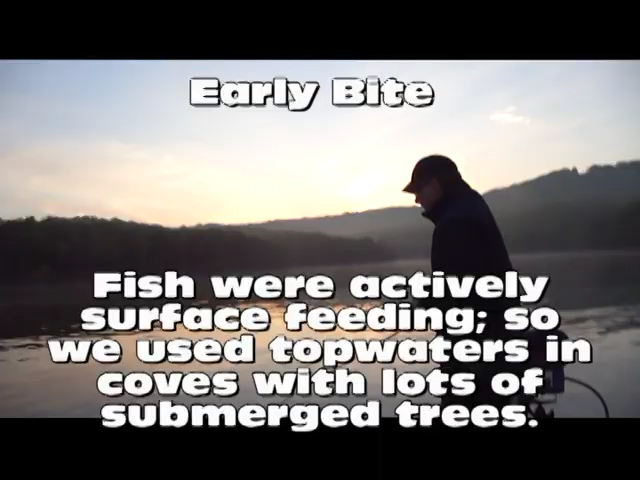 Early Bite
Fish were actively
surface feeding; so
we used topwaters in
coves with lots of
submerged trees.